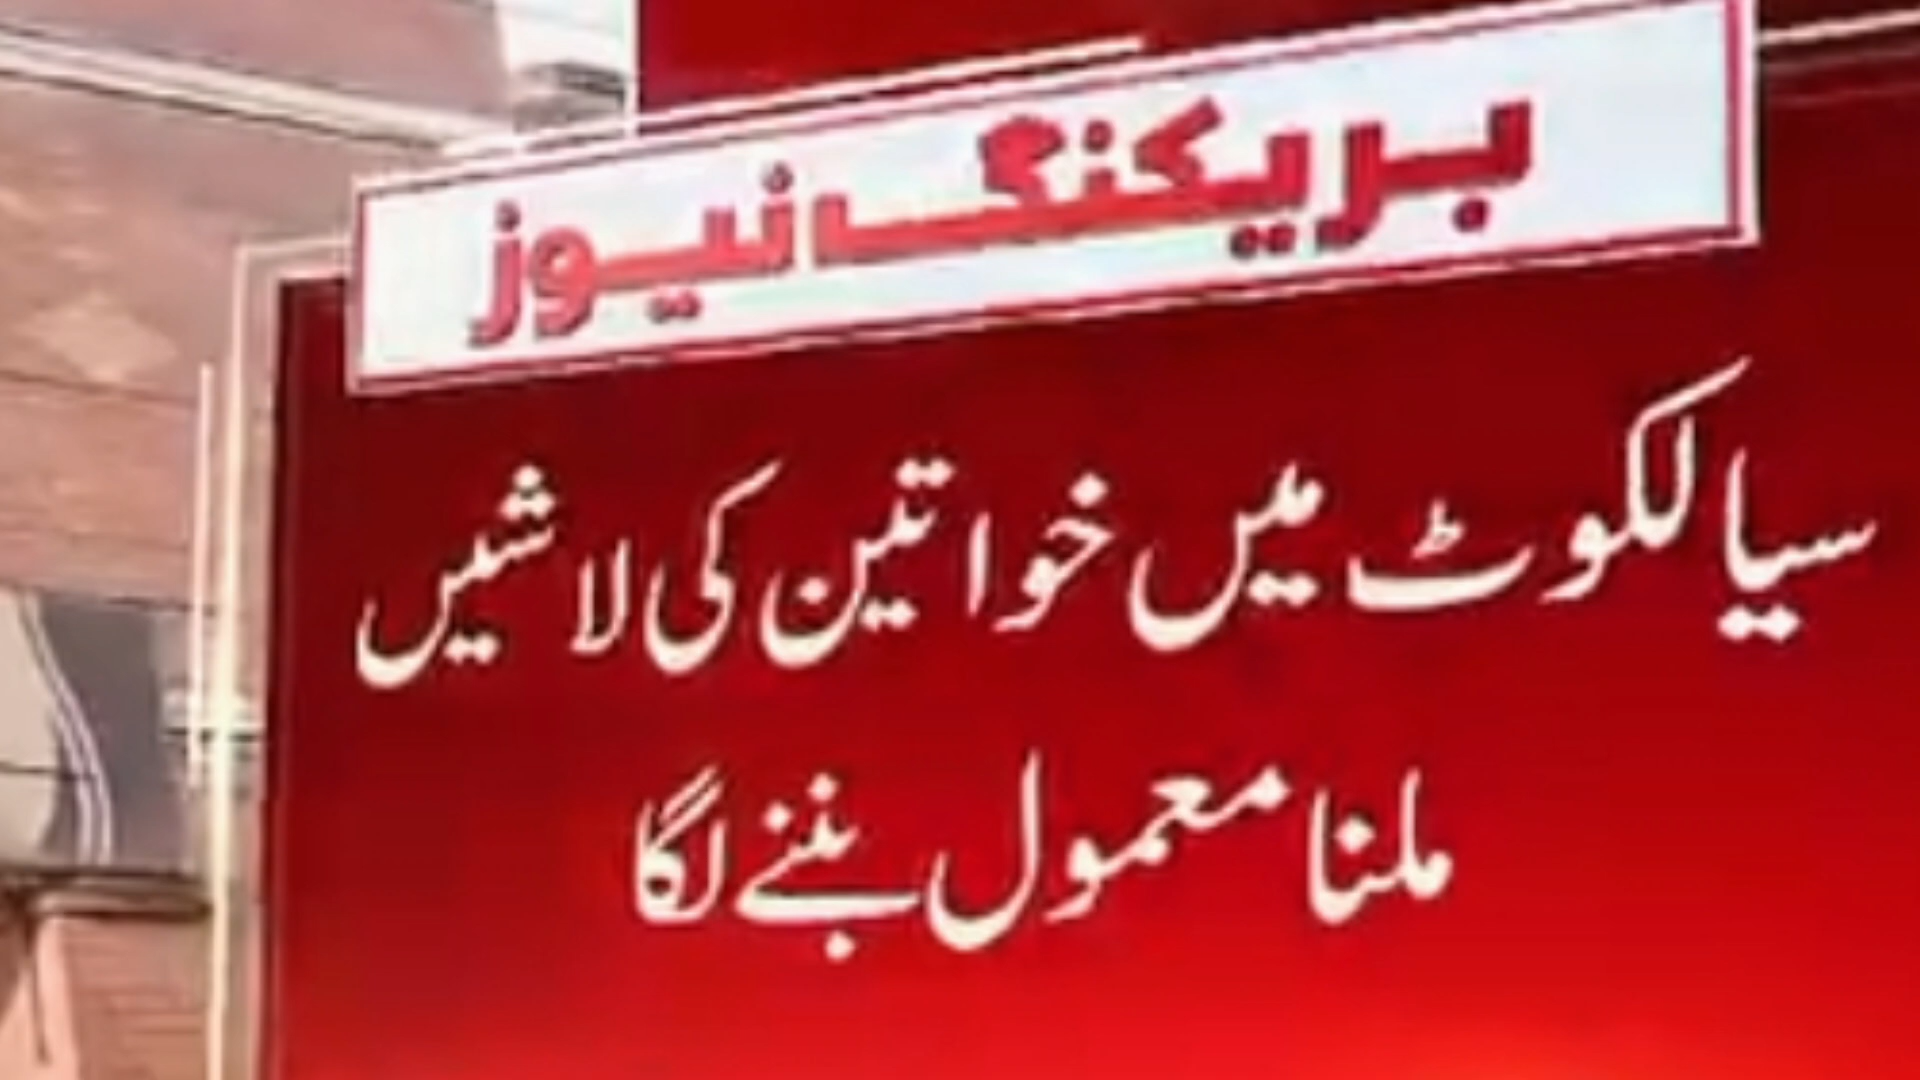 بریکنگ نیوز
سیالکوٹ میں خواتین کی لاشیں
ملنا معمول بننے لگا